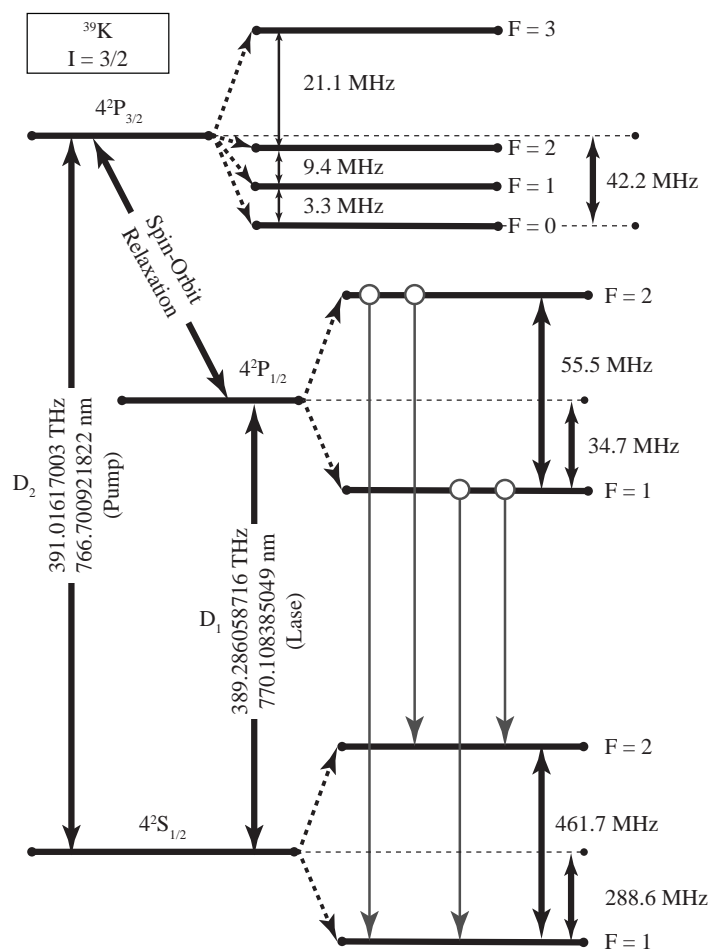 ³⁹K
I = 3/2
F = 3
21.1 MHz
4²P₃/₂
F = 2
9.4 MHz
42.2 MHz
F = 1
3.3 MHz
F = 0
Spin-Orbit
Relaxation
F = 2
4²P₁/₂
55.5 MHz
34.7 MHz
F = 1
D₂
391.01617003 THz
766.700921822 nm
(Pump)
D₁
389.286058716 THz
770.108385049 nm
(Lase)
F = 2
4²S₁/₂
461.7 MHz
288.6 MHz
F = 1